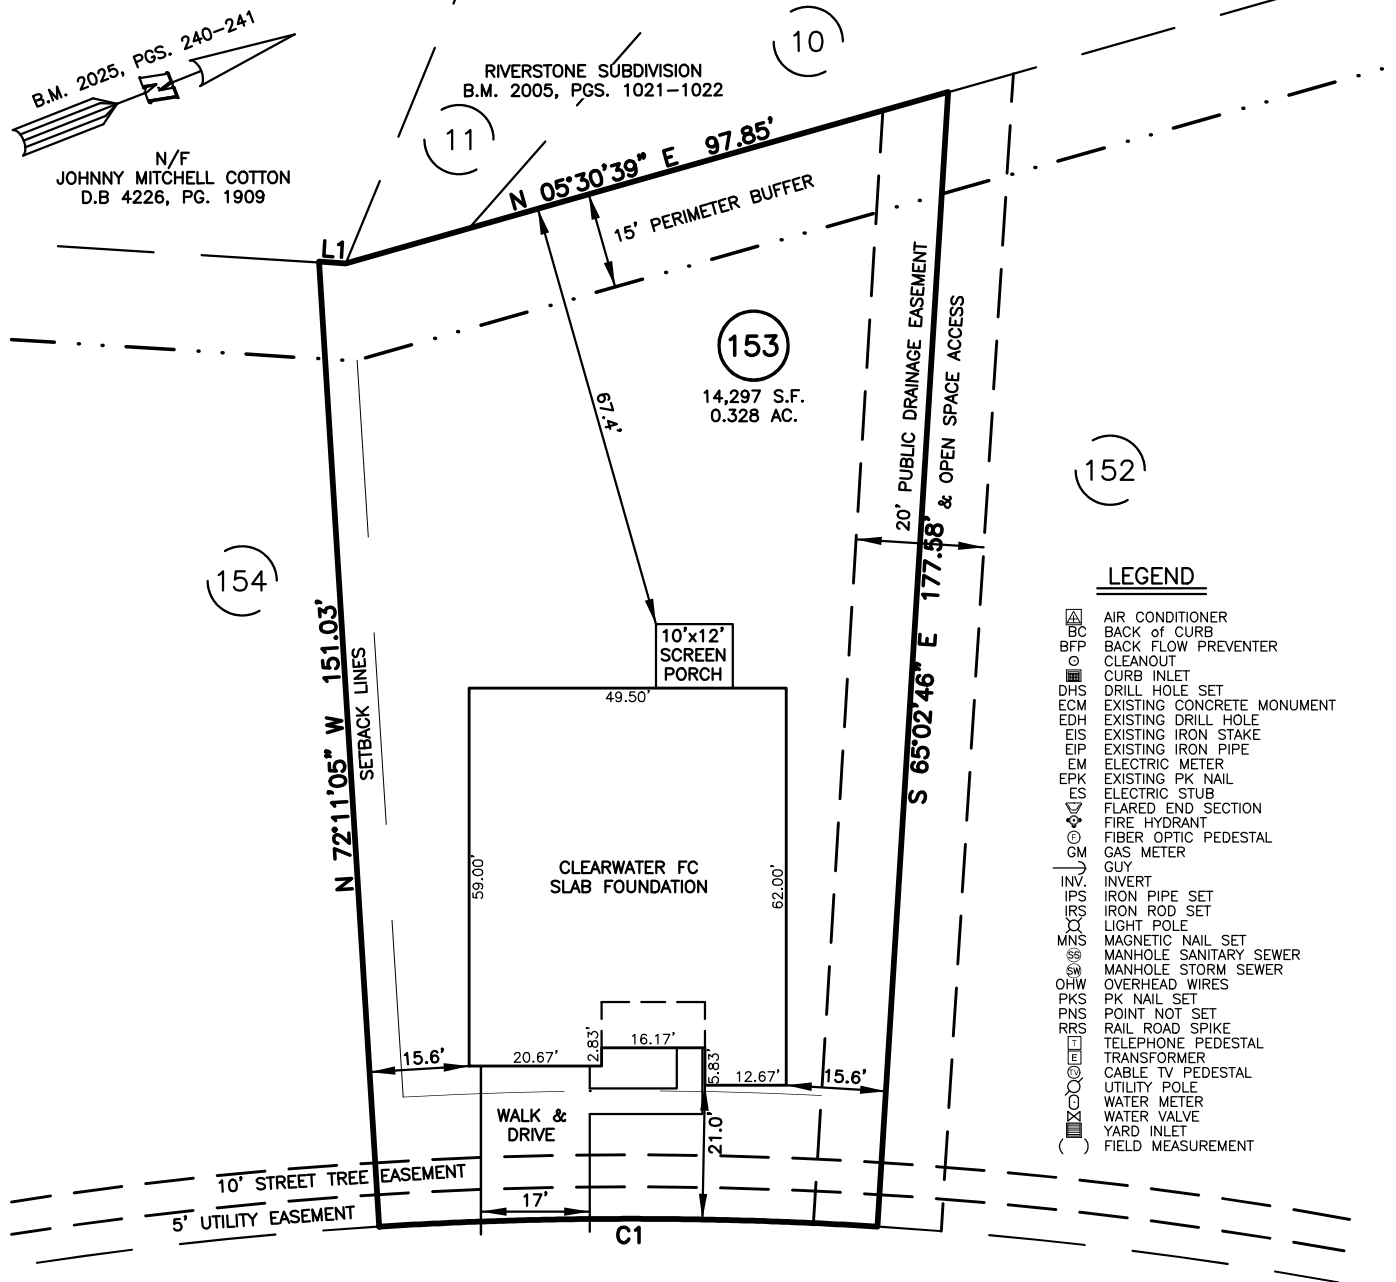 B.M. 2025, PGS. 240-241
N
N/F
JOHNNY MITCHELL COTTON
D.B 4226, PG. 1909
RIVERSTONE SUBDIVISION
B.M. 2005, PGS. 1021-1022
10
11
L1
N 05°30'39" E 97.85'
15' PERIMETER BUFFER
67.4'
153
14,297 S.F.
0.328 AC.
20' PUBLIC DRAINAGE EASEMENT
& OPEN SPACE ACCESS
152
154
N 72°11'05" W 151.03'
SETBACK LINES
S 65°02'46" E 177.58'
10'x12'
SCREEN
PORCH
49.50'
59.00'
CLEARWATER FC
SLAB FOUNDATION
62.00'
15.6'
20.67'
2.83'
16.17'
5.83'
12.67'
15.6'
WALK &
DRIVE
21.0'
10' STREET TREE EASEMENT
5' UTILITY EASEMENT
17'
C1
LEGEND
AIR CONDITIONER
BC BACK of CURB
BFP BACK FLOW PREVENTER
CLEANOUT
CURB INLET
DHS DRILL HOLE SET
ECM EXISTING CONCRETE MONUMENT
EDH EXISTING DRILL HOLE
EIS EXISTING IRON STAKE
EIP EXISTING IRON PIPE
EM ELECTRIC METER
EPK EXISTING PK NAIL
ES ELECTRIC STUB
FLARED END SECTION
FIRE HYDRANT
F FIBER OPTIC PEDESTAL
GM GAS METER
GUY
INV. INVERT
IPS IRON PIPE SET
IRS IRON ROD SET
LIGHT POLE
MNS MAGNETIC NAIL SET
SS MANHOLE SANITARY SEWER
SW MANHOLE STORM SEWER
OHW OVERHEAD WIRES
PKS PK NAIL SET
PNS POINT NOT SET
RRS RAIL ROAD SPIKE
T TELEPHONE PEDESTAL
E TRANSFORMER
TV CABLE TV PEDESTAL
UTILITY POLE
WATER METER
WATER VALVE
YARD INLET
( ) FIELD MEASUREMENT